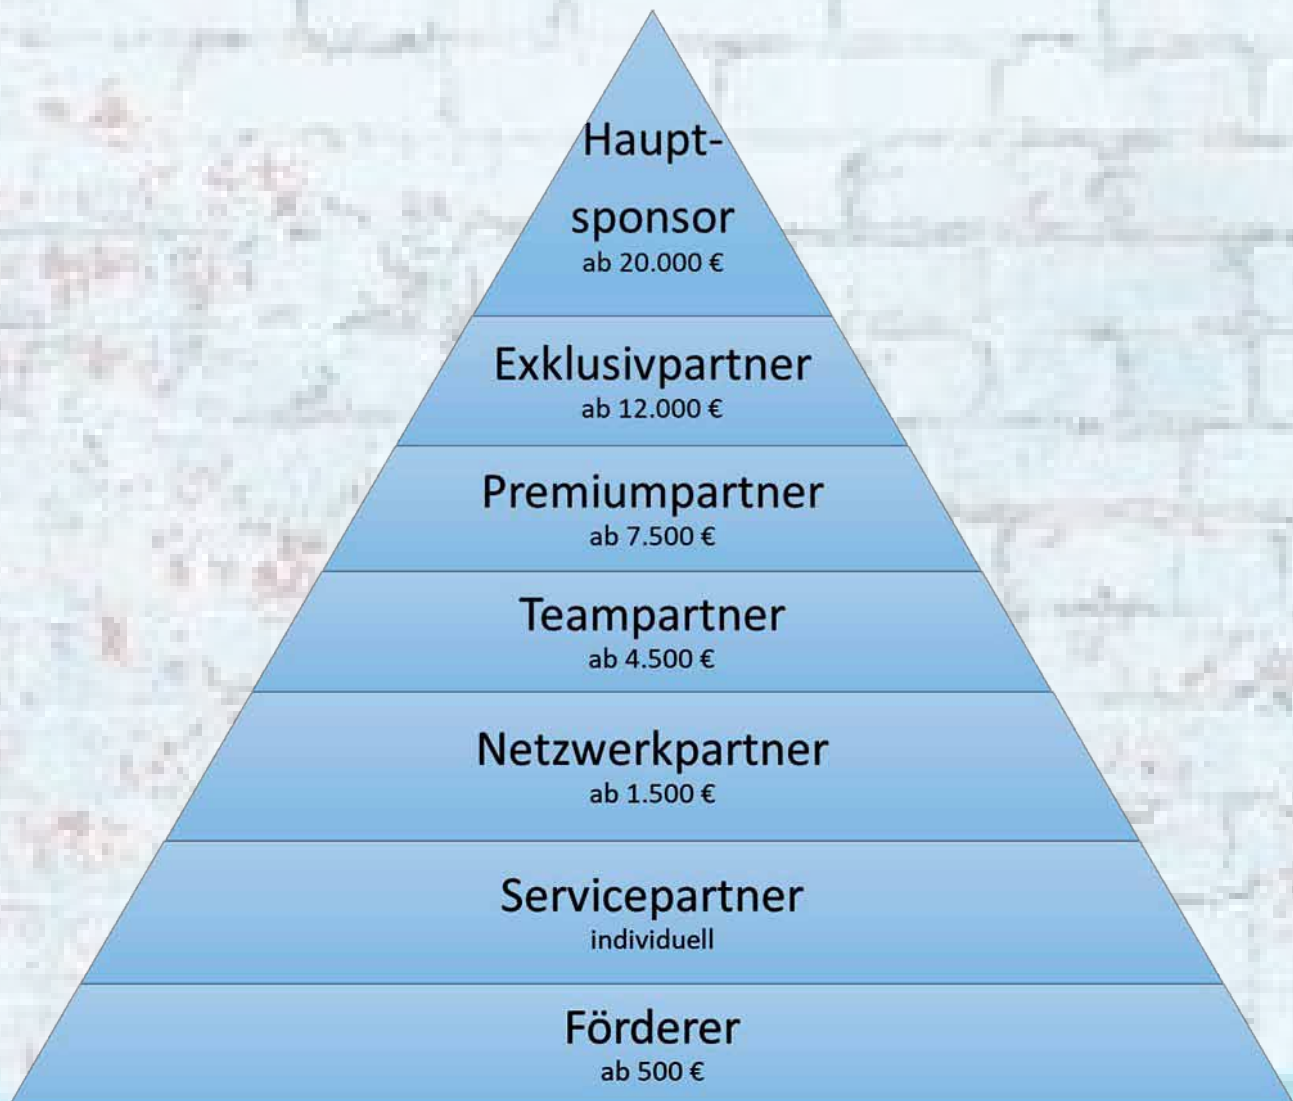 Haupt-
sponsor
ab 20.000 €
Exklusivpartner
ab 12.000 €
Premiumpartner
ab 7.500 €
Teampartner
ab 4.500 €
Netzwerkpartner
ab 1.500 €
Servicepartner
individuell
Förderer
ab 500 €